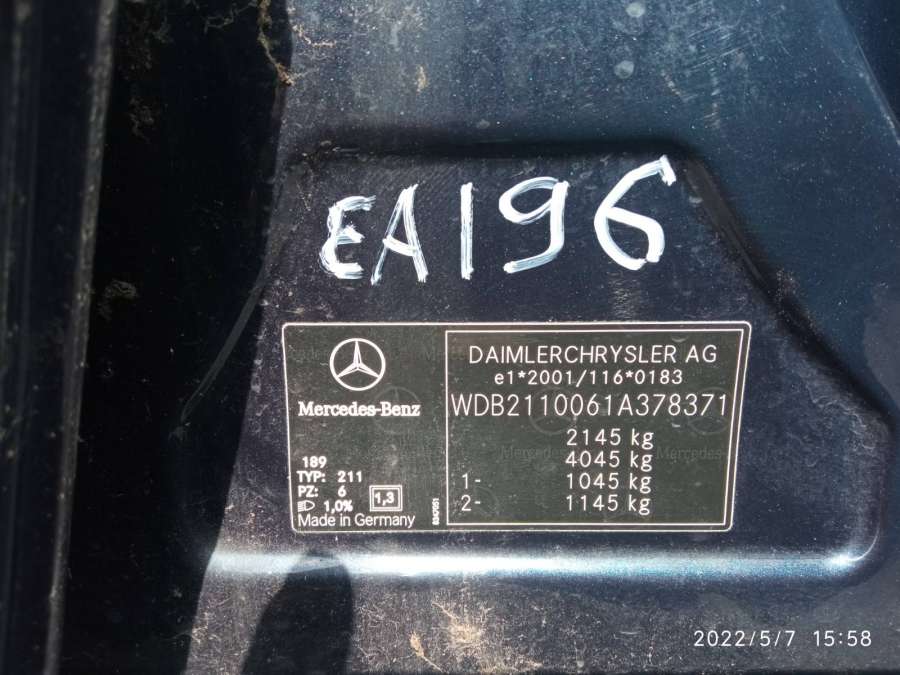 EA196
Mercedes-Benz
189
TYP: 211
PZ: 6
1,0%
1,3
Made in Germany
DAIMLERCHRYSLER AG
e1*2001/116*0183
WDB2110061A378371
2145 kg
4045 kg
1- 1045 kg
2- 1145 kg
2022/5/7 15:58